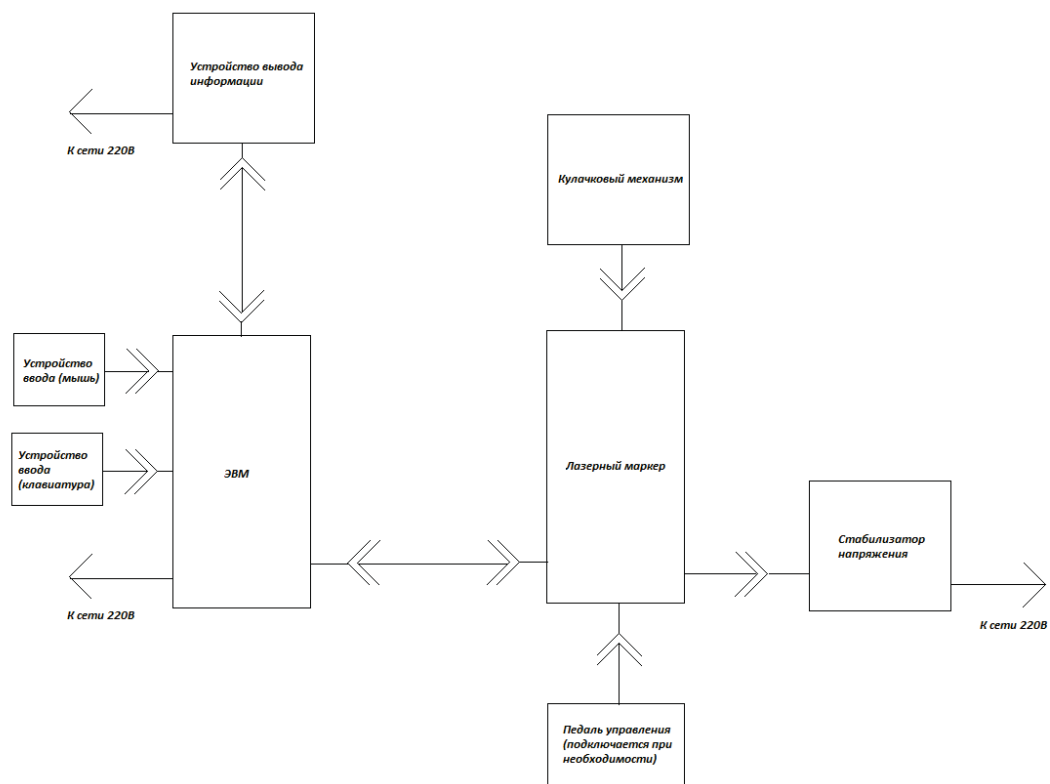 Устройство вывода
информации
К сети 220В
Кулачковый механизм
Устройство
ввода (мышь)
Устройство
ввода
(клавиатура)
ЭВМ
Лазерный маркер
Стабилизатор
напряжения
К сети 220В
К сети 220В
Педаль управления
(подключается при
необходимости)